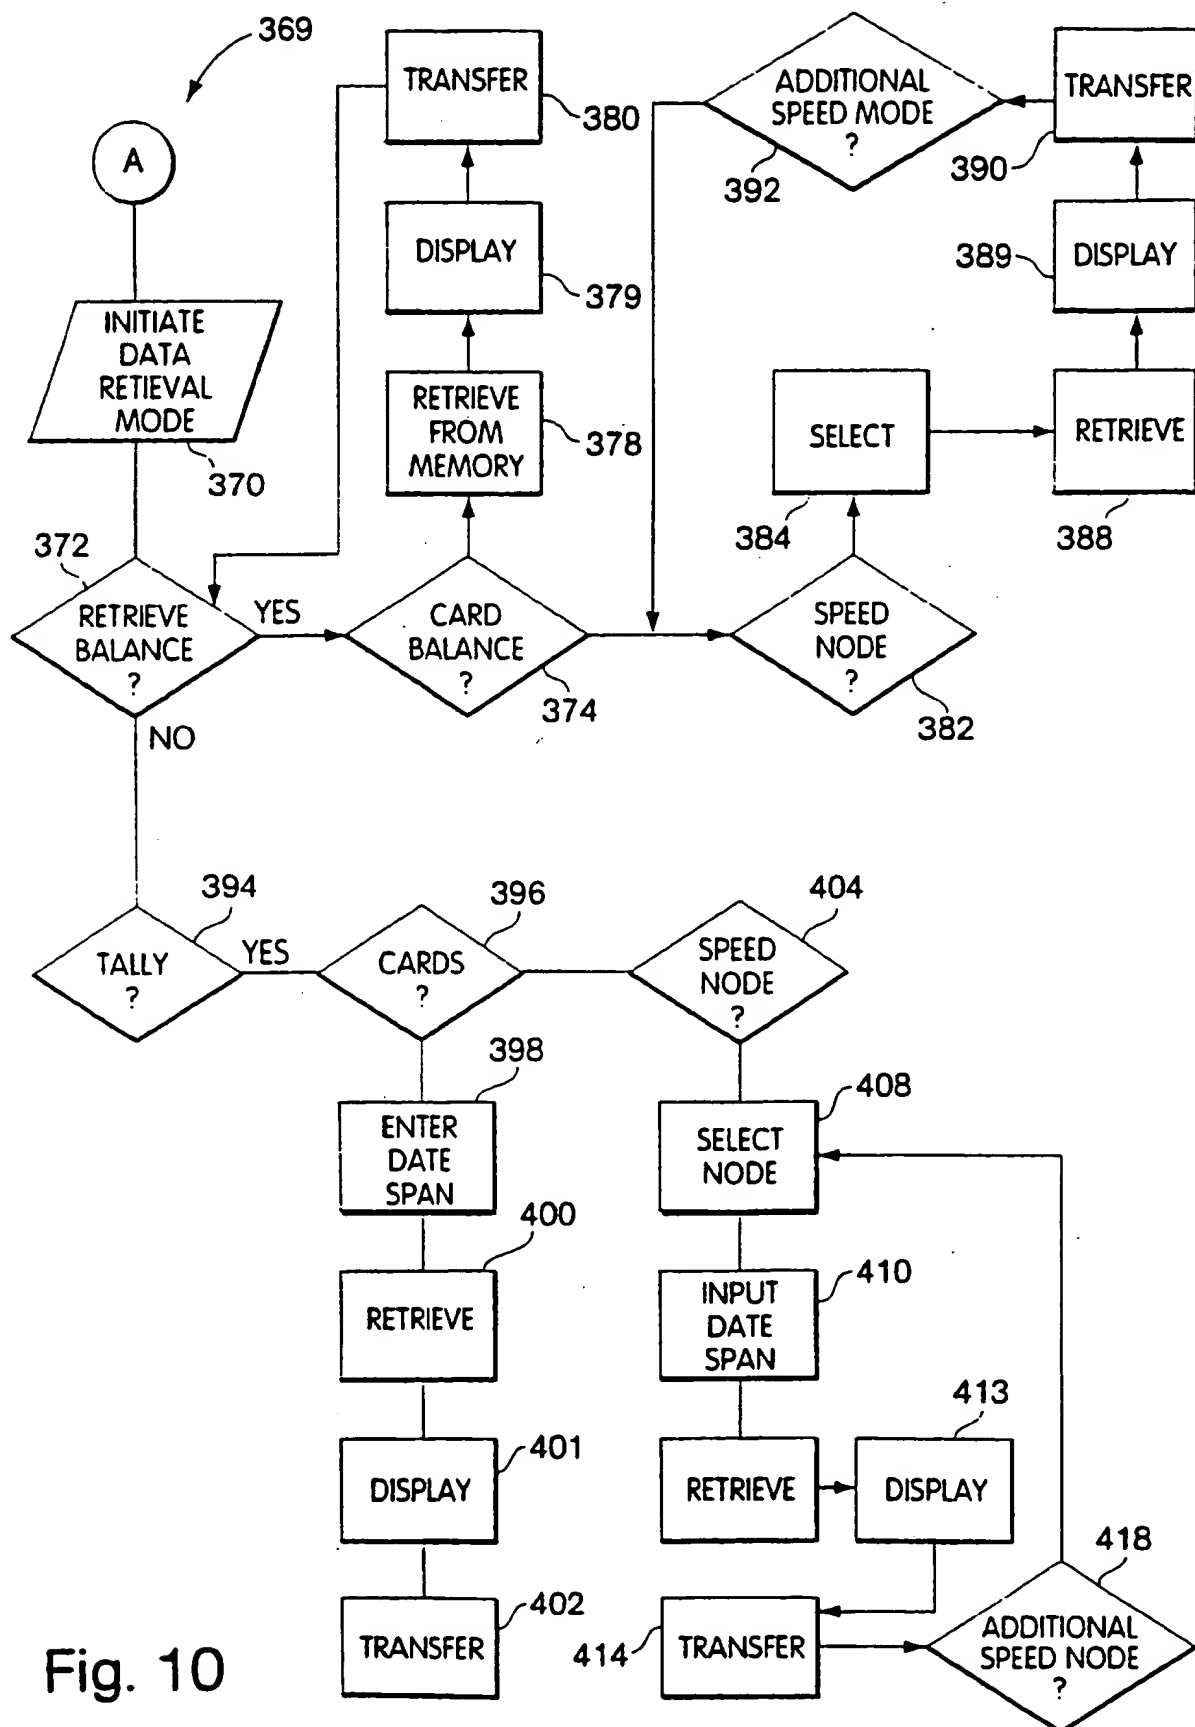 369
A
INITIATE
DATA
RETIEVAL
MODE
370
372
RETRIEVE
BALANCE
?
YES
NO
CARD
BALANCE
?
374
RETRIEVE
FROM
MEMORY
378
DISPLAY
379
TRANSFER
380
SPEED
NODE
?
382
SELECT
384
RETRIEVE
388
DISPLAY
389
TRANSFER
390
ADDITIONAL
SPEED MODE
?
392
TALLY
?
394
YES
CARDS
?
396
ENTER
DATE
SPAN
398
RETRIEVE
400
DISPLAY
401
TRANSFER
402
SPEED
NODE
?
404
SELECT
NODE
408
INPUT
DATE
SPAN
410
RETRIEVE
DISPLAY
413
TRANSFER
414
ADDITIONAL
SPEED NODE
?
418
Fig. 10